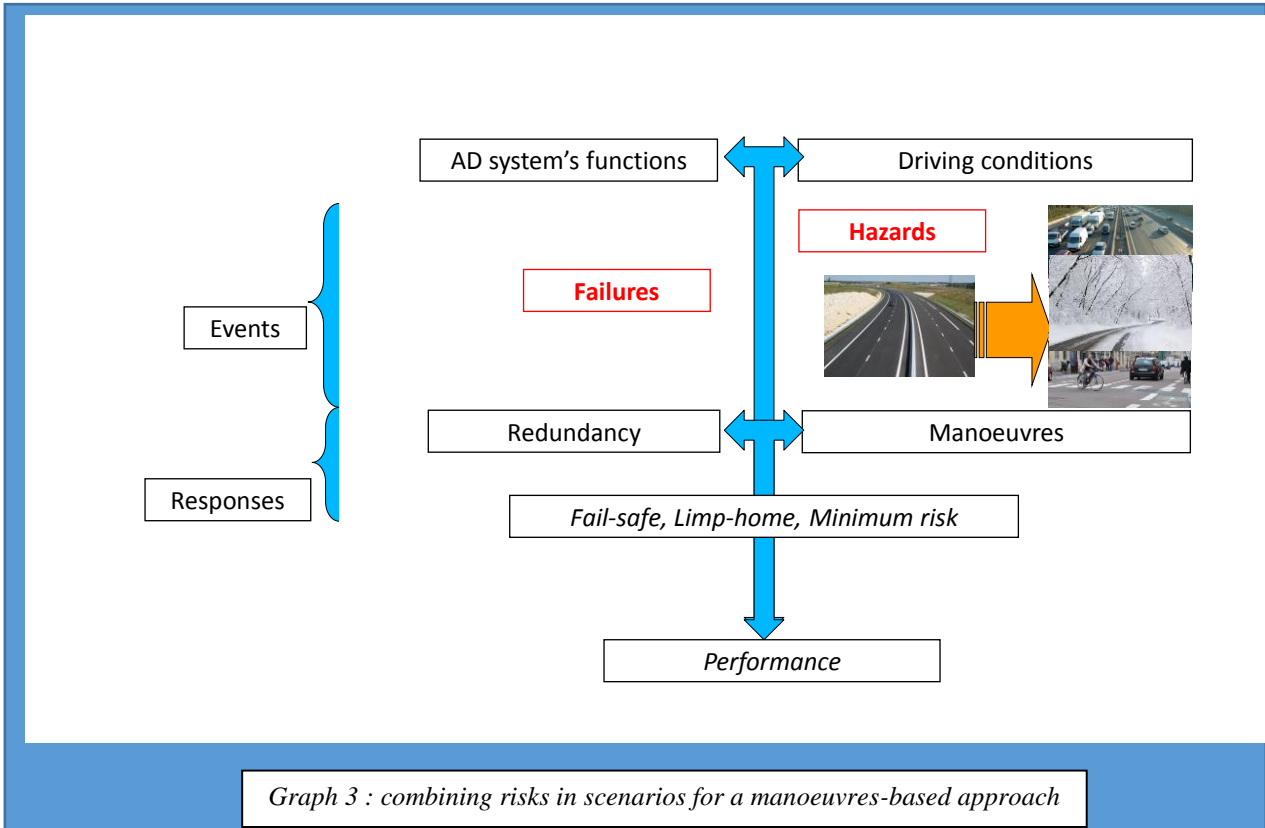 AD system's functions
Driving conditions
Hazards
Failures
Events
Redundancy
Manoeuvres
Responses
Fail-safe, Limp-home, Minimum risk
Performance
Graph 3 : combining risks in scenarios for a manoeuvres-based approach